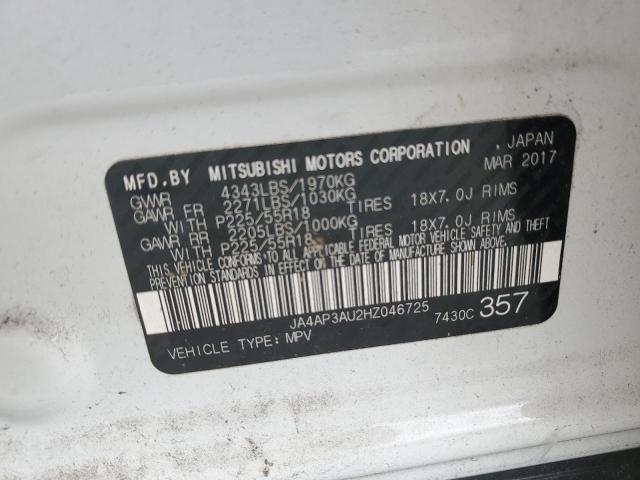 MFD.BY MITSUBISHI MOTORS CORPORATION , JAPAN
GVWR 4343LBS/1970KG MAR 2017
GAWR FR 2271LBS/1030KG
WITH P225/55R18 TIRES 18X7.0J RIMS
GAWR RR 2205LBS/1000KG
WITH P225/55R18 TIRES 18X7.0J RIMS
THIS VEHICLE CONFORMS TO ALL APPLICABLE FEDERAL MOTOR VEHICLE SAFETY AND THEFT
PREVENTION STANDARDS IN EFFECT ON THE DATE OF MANUFACTURE SHOWN ABOVE.
JA4AP3AU2HZ046725
7430C 357
VEHICLE TYPE: MPV